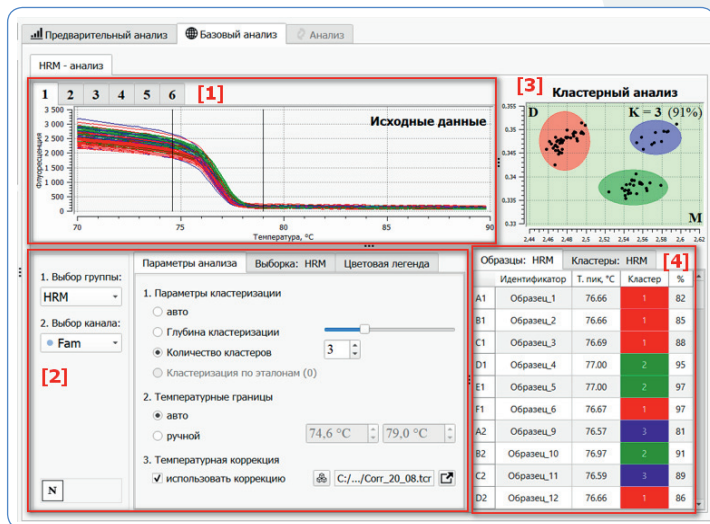 Предварительный анализ Базовый анализ Анализ
HRM - анализ
1 2 3 4 5 6 [1]
Исходные данные
Флуоресценция
3 500
3 000
2 500
2 000
1 500
1 000
500
0
70 75 80 85 90
Температура, °C
[3] Кластерный анализ
D K = 3 (91%)
M
0,355
0,35
0,345
0,34
0,335
0,33
2,44 2,46 2,48 2,5 2,52 2,54 2,56 2,58 2,6 2,62
1. Выбор группы:
HRM
2. Выбор канала:
Fam
[2]
N
Параметры анализа Выборка: HRM Цветовая легенда
1. Параметры кластеризации
авто
Глубина кластеризации
Количество кластеров 3
Кластеризация по эталонам (0)
2. Температурные границы
авто
ручной 74,6 °C 79,0 °C
3. Температурная коррекция
использовать коррекцию C:/.../Corr_20_08.tcr
Образцы: HRM Кластеры: HRM [4]
Идентификатор Т. пик, °C Кластер %
A1 Образец_1 76.66 1 82
B1 Образец_2 76.66 1 85
C1 Образец_3 76.69 1 88
D1 Образец_4 77.00 2 95
E1 Образец_5 77.00 2 97
F1 Образец_6 76.67 1 97
A2 Образец_9 76.57 3 81
B2 Образец_10 76.97 2 91
C2 Образец_11 76.59 3 89
D2 Образец_12 76.66 1 86